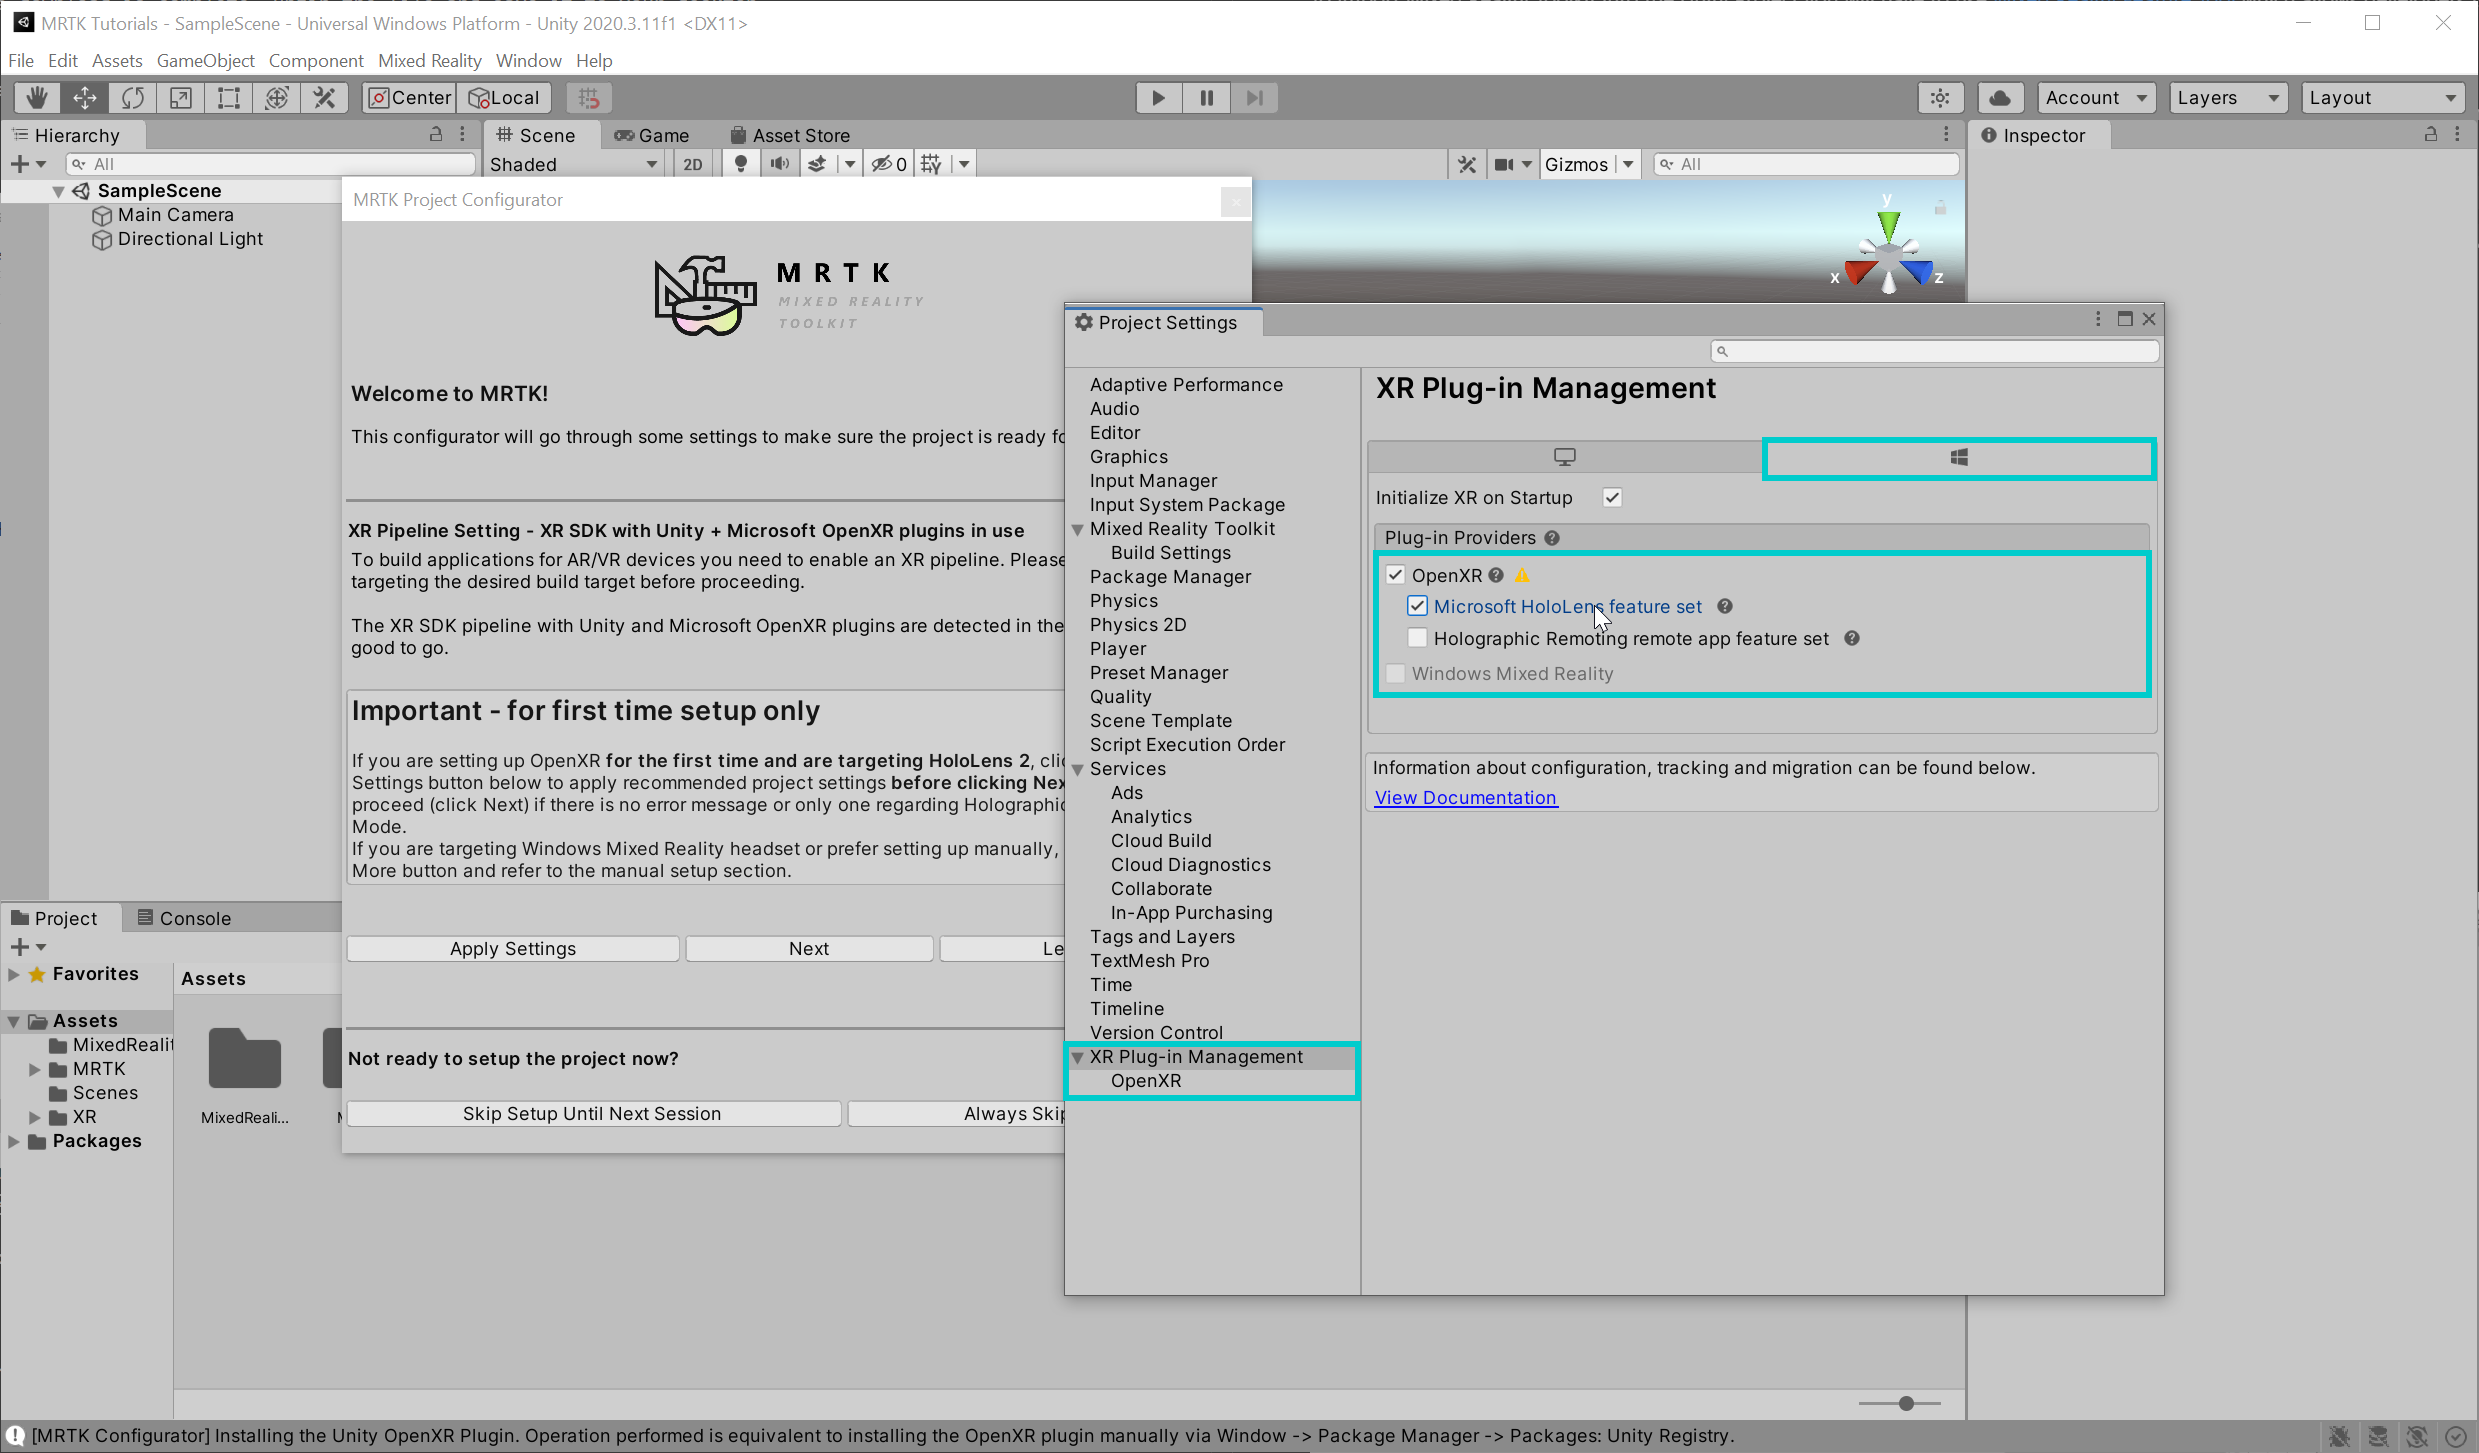 MRTK Tutorials - SampleScene - Universal Windows Platform - Unity 2020.3.11f1 <DX11>
File Edit Assets GameObject Component Mixed Reality Window Help
Center Local
Account Layers Layout
Hierarchy
Scene Game Asset Store
Inspector
All
Shaded 2D 0 Gizmos All
SampleScene
Main Camera
Directional Light
y
x z
MRTK Project Configurator
MRTK
MIXED REALITY
TOOLKIT
Welcome to MRTK!
This configurator will go through some settings to make sure the project is ready
XR Pipeline Setting - XR SDK with Unity + Microsoft OpenXR plugins in use
To build applications for AR/VR devices you need to enable an XR pipeline. Please
targeting the desired build target before proceeding.
The XR SDK pipeline with Unity and Microsoft OpenXR plugins are detected in the
good to go.
Important - for first time setup only
If you are setting up OpenXR for the first time and are targeting HoloLens 2,
Settings button below to apply recommended project settings before clicking
proceed (click Next) if there is no error message or only one regarding Holographic
Mode.
If you are targeting Windows Mixed Reality headset or prefer setting up manually,
More button and refer to the manual setup section.
Apply Settings Next Le
Not ready to setup the project now?
Skip Setup Until Next Session Always Skip
Project Settings
Adaptive Performance
Audio
Editor
Graphics
Input Manager
Input System Package
Mixed Reality Toolkit
Build Settings
Package Manager
Physics
Physics 2D
Player
Preset Manager
Quality
Scene Template
Script Execution Order
Services
Ads
Analytics
Cloud Build
Cloud Diagnostics
Collaborate
In-App Purchasing
Tags and Layers
TextMesh Pro
Time
Timeline
Version Control
XR Plug-in Management
OpenXR
XR Plug-in Management
Initialize XR on Startup
Plug-in Providers
OpenXR
Microsoft HoloLens feature set
Holographic Remoting remote app feature set
Windows Mixed Reality
Information about configuration, tracking and migration can be found below.
View Documentation
Project Console
Favorites
Assets
MixedRealit
MRTK
Scenes
XR
Packages
Assets
MixedReali...
[MRTK Configurator] Installing the Unity OpenXR Plugin. Operation performed is equivalent to installing the OpenXR plugin manually via Window -> Package Manager -> Packages: Unity Registry.